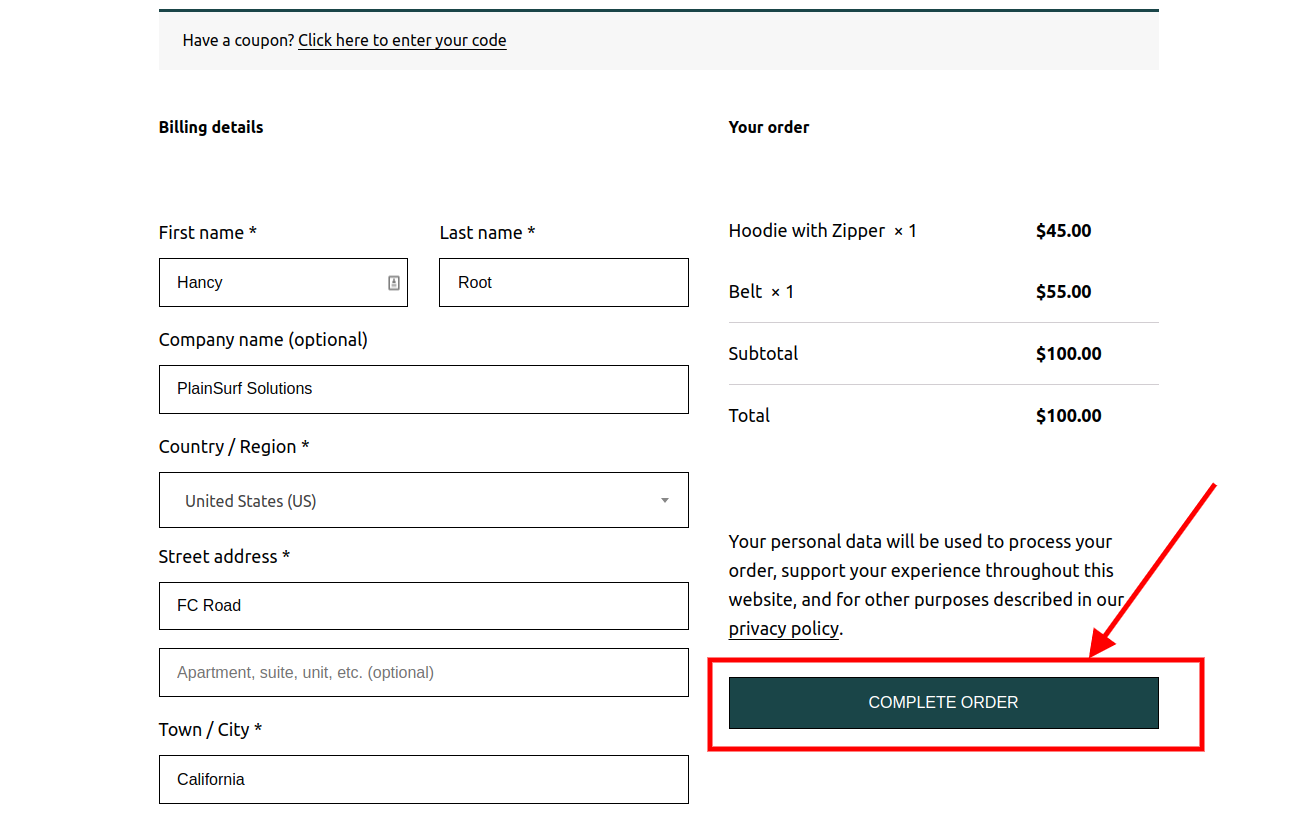 Have a coupon? Click here to enter your code
Billing details
First name *
Last name *
Hancy
Root
Company name (optional)
PlainSurf Solutions
Country / Region *
United States (US)
Street address *
FC Road
Apartment, suite, unit, etc. (optional)
Town / City *
California
Your order
Hoodie with Zipper × 1 $45.00
Belt × 1 $55.00
Subtotal $100.00
Total $100.00
Your personal data will be used to process your
order, support your experience throughout this
website, and for other purposes described in our
privacy policy.
COMPLETE ORDER